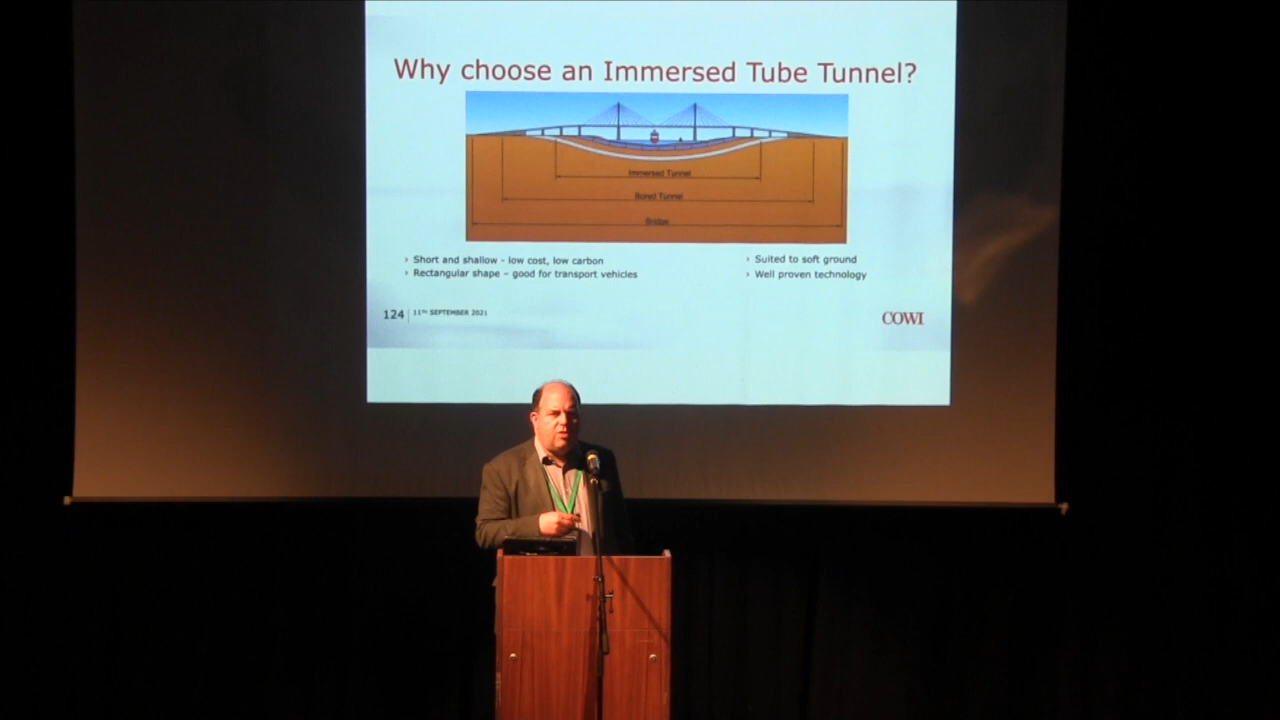 Why choose an Immersed Tube Tunnel?
Immersed Tunnel
Bored Tunnel
Bridge
› Short and shallow - low cost, low carbon
› Rectangular shape – good for transport vehicles
› Suited to soft ground
› Well proven technology
124 | 11TH SEPTEMBER 2021
COWI